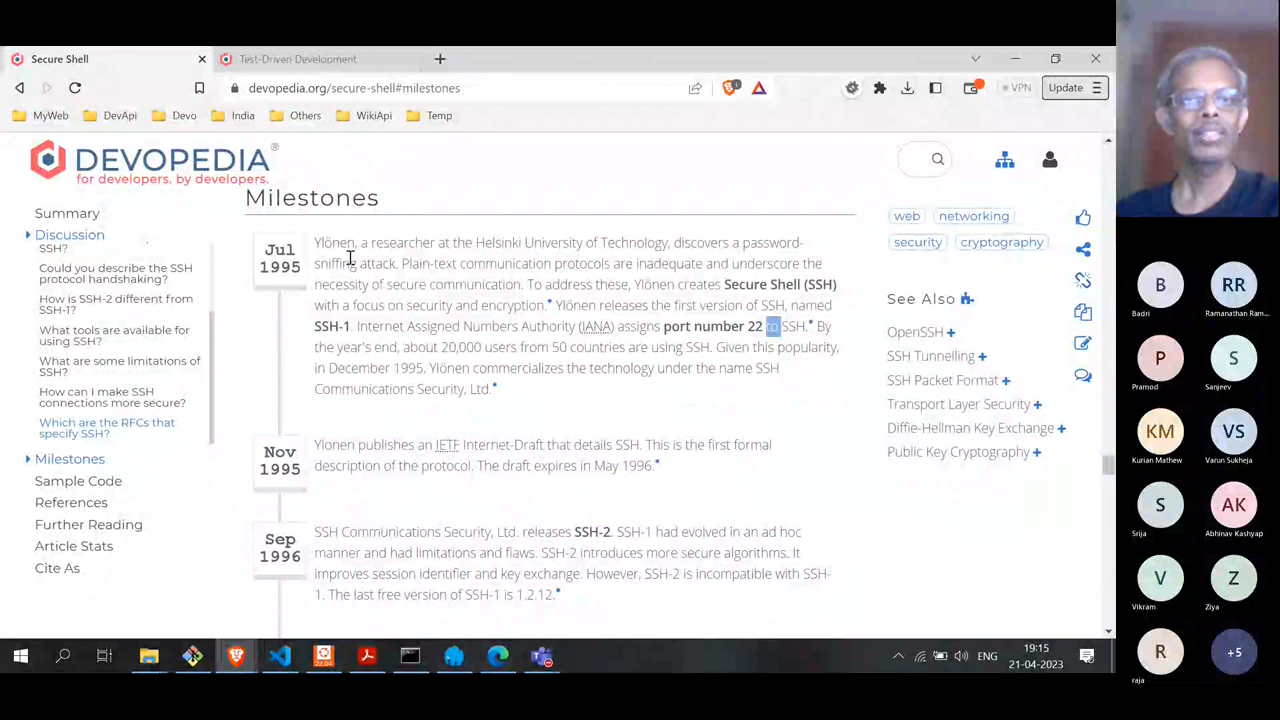 Secure Shell
Test-Driven Development
devopedia.org/secure-shell#milestones
VPN
Update
MyWeb
DevApi
Devo
India
Others
WikiApi
Temp
DEVOPEDIA®
for developers. by developers.
Summary
Discussion
SSH?
Could you describe the SSH
protocol handshaking?
How is SSH-2 different from
SSH-1?
What tools are available for
using SSH?
What are some limitations of
SSH?
How can I make SSH
connections more secure?
Which are the RFCs that
specify SSH?
Milestones
Sample Code
References
Further Reading
Article Stats
Cite As
Milestones
Jul
1995
Ylönen, a researcher at the Helsinki University of Technology, discovers a password-
sniffing attack. Plain-text communication protocols are inadequate and underscore the
necessity of secure communication. To address these, Ylönen creates Secure Shell (SSH)
with a focus on security and encryption.* Ylönen releases the first version of SSH, named
SSH-1. Internet Assigned Numbers Authority (IANA) assigns port number 22 to SSH.* By
the year's end, about 20,000 users from 50 countries are using SSH. Given this popularity,
in December 1995, Ylönen commercializes the technology under the name SSH
Communications Security, Ltd.*
Nov
1995
Ylonen publishes an IETF Internet-Draft that details SSH. This is the first formal
description of the protocol. The draft expires in May 1996.*
Sep
1996
SSH Communications Security, Ltd. releases SSH-2. SSH-1 had evolved in an ad hoc
manner and had limitations and flaws. SSH-2 introduces more secure algorithms. It
improves session identifier and key exchange. However, SSH-2 is incompatible with SSH-
1. The last free version of SSH-1 is 1.2.12.*
web
networking
security
cryptography
See Also
OpenSSH +
SSH Tunnelling +
SSH Packet Format +
Transport Layer Security +
Diffie-Hellman Key Exchange +
Public Key Cryptography +
22.04
ENG
19:15
21-04-2023
B
Badri
RR
Ramanathan Ram...
P
Pramod
S
Sanjeev
KM
Kurian Mathew
VS
Varun Sukheja
S
Srija
AK
Abhinav Kashyap
V
Vikram
Z
Ziya
R
raja
+5